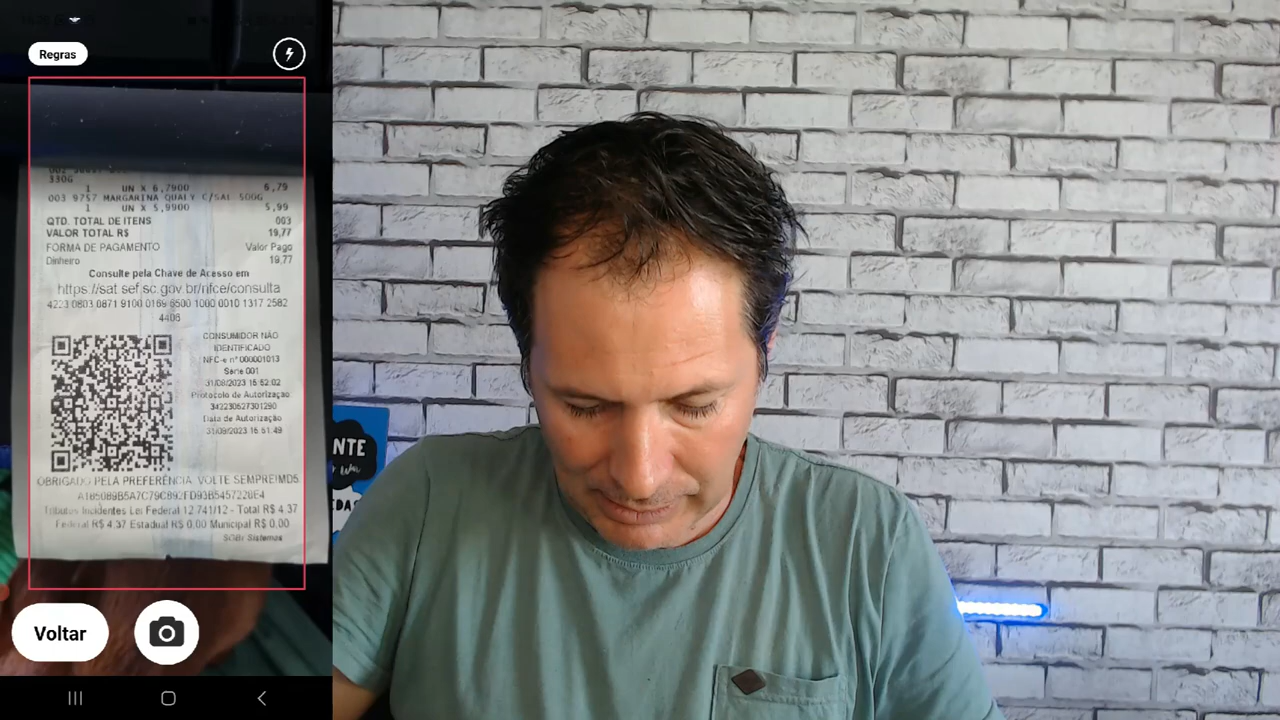 Regras
330G
1 UN X 6,7900 6,79
003 9757 MARGARINA QUALY C/SAL 500G
1 UN X 5,9900 5,99
QTD. TOTAL DE ITENS 003
VALOR TOTAL R$ 19,77
FORMA DE PAGAMENTO Valor Pago
Dinheiro 19,77
Consulte pela Chave de Acesso em
https://sat.sef.sc.gov.br/nfce/consulta
4223 0803 0871 9100 0169 6500 1000 0010 1317 2582
4406
CONSUMIDOR NÃO
IDENTIFICADO
NFC-e nº 000001013
Série 001
31/08/2023 16:52:02
Protocolo de Autorização
342230627301290
Data de Autorização
31/08/2023 16:51:49
OBRIGADO PELA PREFERÊNCIA. VOLTE SEMPRE!MD5:
Tributos Incidentes Lei Federal 12.741/12 - Total R$ 4.37
Federal R$ 4.37 Estadual R$ 0.00 Municipal R$ 0.00
SGBr Sistemas
Voltar
NTE